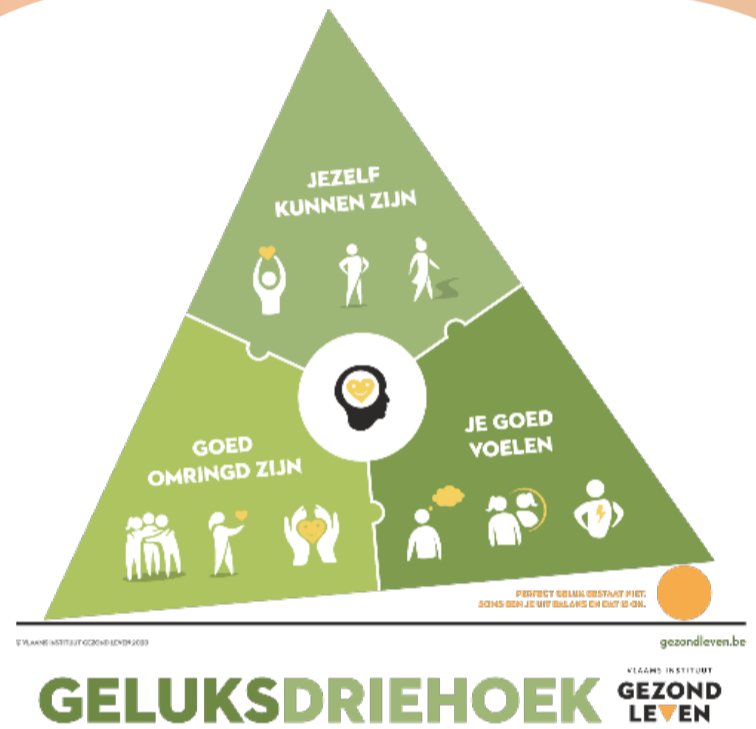 JEZELF
KUNNEN ZIJN
GOED
OMRINGD ZIJN
JE GOED
VOELEN
PERFECT GELUK BESTAAT NIET.
SOMS BEN JE UIT BALANS EN DAT IS OK.
© VLAAMS INSTITUUT GEZOND LEVEN 2020
gezondleven.be
GELUKSDRIEHOEK
VLAAMS INSTITUUT
GEZOND
LEVEN